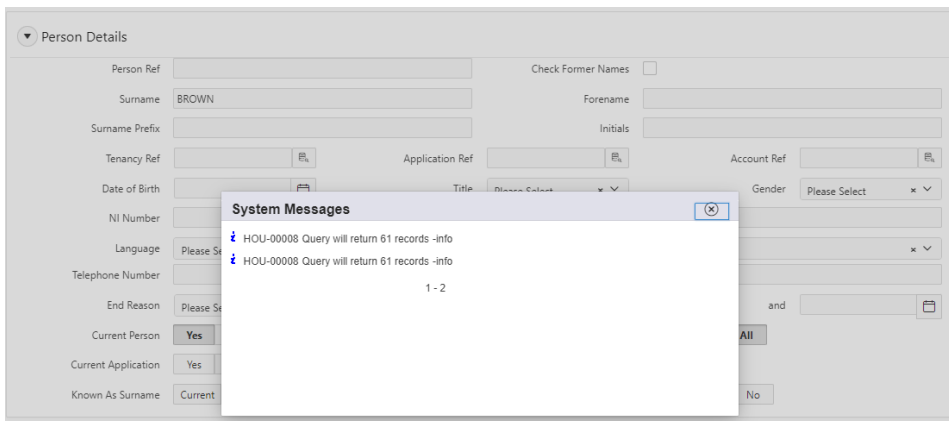 Person Details
Person Ref Check Former Names
Surname BROWN Forename
Surname Prefix Initials
Tenancy Ref Application Ref Account Ref
Date of Birth Title Please Select × Gender Please Select ×
System Messages
NI Number
HOU-00008 Query will return 61 records -info
Language Please Se ×
HOU-00008 Query will return 61 records -info
Telephone Number
1 - 2
End Reason Please Se and
Current Person Yes All
Current Application Yes
Known As Surname Current No